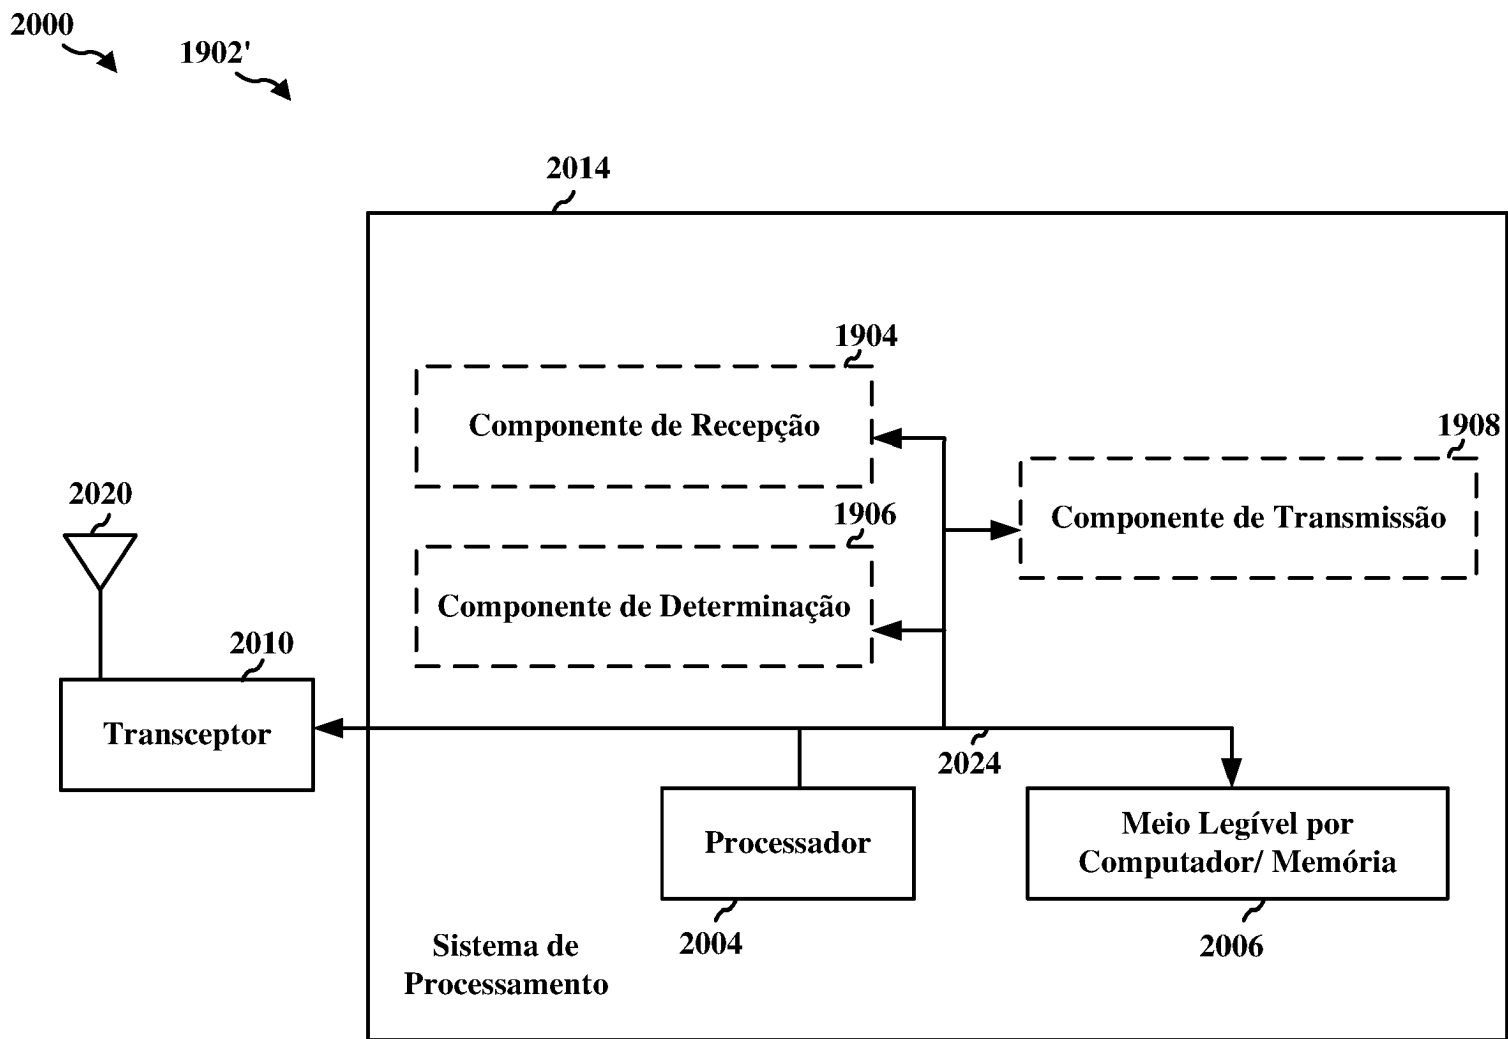 2000
1902'
2014
1904
Componente de Recepção
1908
Componente de Transmissão
2020
1906
Componente de Determinação
2010
Transceptor
2024
Processador
Meio Legível por
Computador/ Memória
2004
2006
Sistema de
Processamento